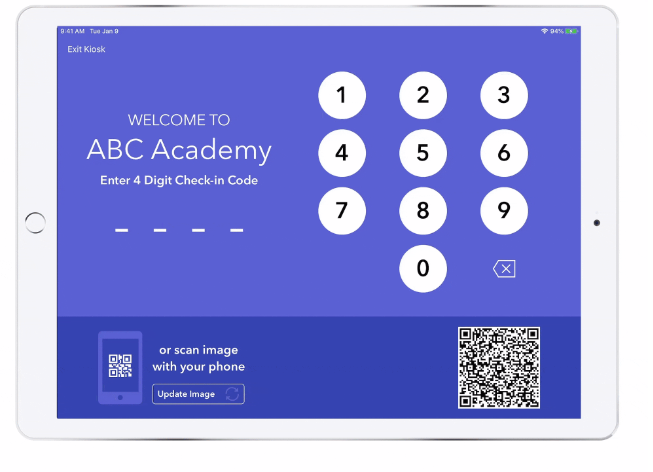 9:41 AM Tue Jan 9
94%
Exit Kiosk
WELCOME TO
ABC Academy
Enter 4 Digit Check-in Code
1 2 3
4 5 6
7 8 9
0
or scan image
with your phone
Update Image